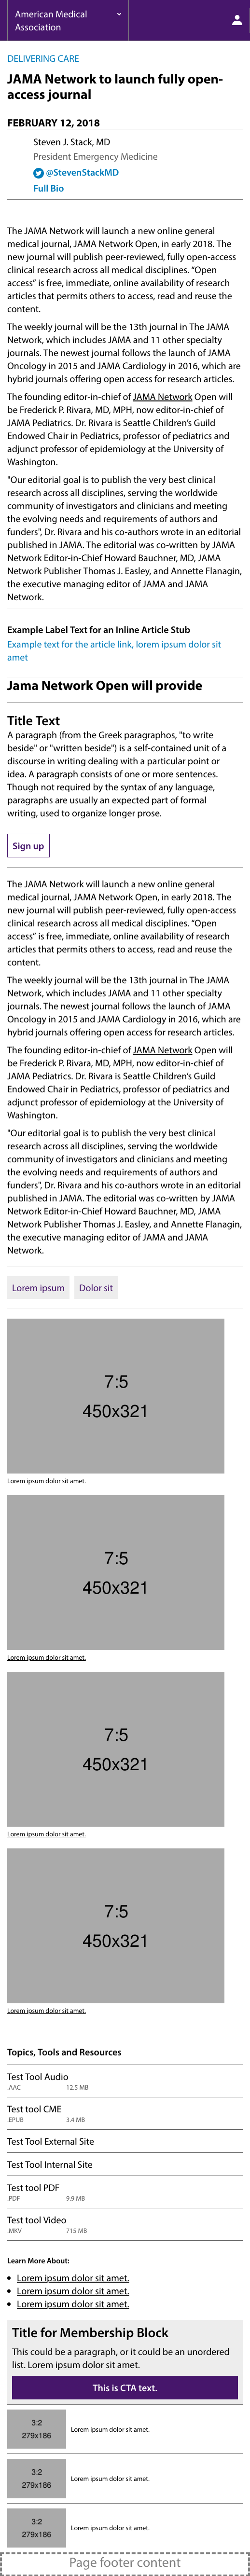 American Medical
Association
DELIVERING CARE
JAMA Network to launch fully open-
access journal
FEBRUARY 12, 2018
Steven J. Stack, MD
President Emergency Medicine
@StevenStackMD
Full Bio
The JAMA Network will launch a new online general
medical journal, JAMA Network Open, in early 2018. The
new journal will publish peer-reviewed, fully open-access
clinical research across all medical disciplines. “Open
access” is free, immediate, online availability of research
articles that permits others to access, read and reuse the
content.
The weekly journal will be the 13th journal in The JAMA
Network, which includes JAMA and 11 other specialty
journals. The newest journal follows the launch of JAMA
Oncology in 2015 and JAMA Cardiology in 2016, which are
hybrid journals offering open access for research articles.
The founding editor-in-chief of JAMA Network Open will
be Frederick P. Rivara, MD, MPH, now editor-in-chief of
JAMA Pediatrics. Dr. Rivara is Seattle Children’s Guild
Endowed Chair in Pediatrics, professor of pediatrics and
adjunct professor of epidemiology at the University of
Washington.
"Our editorial goal is to publish the very best clinical
research across all disciplines, serving the worldwide
community of investigators and clinicians and meeting
the evolving needs and requirements of authors and
funders", Dr. Rivara and his co-authors wrote in an editorial
published in JAMA. The editorial was co-written by JAMA
Network Editor-in-Chief Howard Bauchner, MD, JAMA
Network Publisher Thomas J. Easley, and Annette Flanagin,
the executive managing editor of JAMA and JAMA
Network.
Example Label Text for an Inline Article Stub
Example text for the article link, lorem ipsum dolor sit
amet
Jama Network Open will provide
Title Text
A paragraph (from the Greek paragraphos, "to write
beside" or "written beside") is a self-contained unit of a
discourse in writing dealing with a particular point or
idea. A paragraph consists of one or more sentences.
Though not required by the syntax of any language,
paragraphs are usually an expected part of formal
writing, used to organize longer prose.
Sign up
The JAMA Network will launch a new online general
medical journal, JAMA Network Open, in early 2018. The
new journal will publish peer-reviewed, fully open-access
clinical research across all medical disciplines. “Open
access” is free, immediate, online availability of research
articles that permits others to access, read and reuse the
content.
The weekly journal will be the 13th journal in The JAMA
Network, which includes JAMA and 11 other specialty
journals. The newest journal follows the launch of JAMA
Oncology in 2015 and JAMA Cardiology in 2016, which are
hybrid journals offering open access for research articles.
The founding editor-in-chief of JAMA Network Open will
be Frederick P. Rivara, MD, MPH, now editor-in-chief of
JAMA Pediatrics. Dr. Rivara is Seattle Children’s Guild
Endowed Chair in Pediatrics, professor of pediatrics and
adjunct professor of epidemiology at the University of
Washington.
"Our editorial goal is to publish the very best clinical
research across all disciplines, serving the worldwide
community of investigators and clinicians and meeting
the evolving needs and requirements of authors and
funders", Dr. Rivara and his co-authors wrote in an editorial
published in JAMA. The editorial was co-written by JAMA
Network Editor-in-Chief Howard Bauchner, MD, JAMA
Network Publisher Thomas J. Easley, and Annette Flanagin,
the executive managing editor of JAMA and JAMA
Network.
Lorem ipsum Dolor sit
7:5
450x321
Lorem ipsum dolor sit amet.
7:5
450x321
Lorem ipsum dolor sit amet.
7:5
450x321
Lorem ipsum dolor sit amet.
7:5
450x321
Lorem ipsum dolor sit amet.
Topics, Tools and Resources
Test Tool Audio
.AAC 12.5 MB
Test tool CME
.EPUB 3.4 MB
Test Tool External Site
Test Tool Internal Site
Test tool PDF
.PDF 9.9 MB
Test tool Video
.MKV 715 MB
Learn More About:
Lorem ipsum dolor sit amet.
Lorem ipsum dolor sit amet.
Lorem ipsum dolor sit amet.
Title for Membership Block
This could be a paragraph, or it could be an unordered
list. Lorem ipsum dolor sit amet.
This is CTA text.
3:2
279x186
Lorem ipsum dolor sit amet.
3:2
279x186
Lorem ipsum dolor sit amet.
3:2
279x186
Lorem ipsum dolor sit amet.
Page footer content